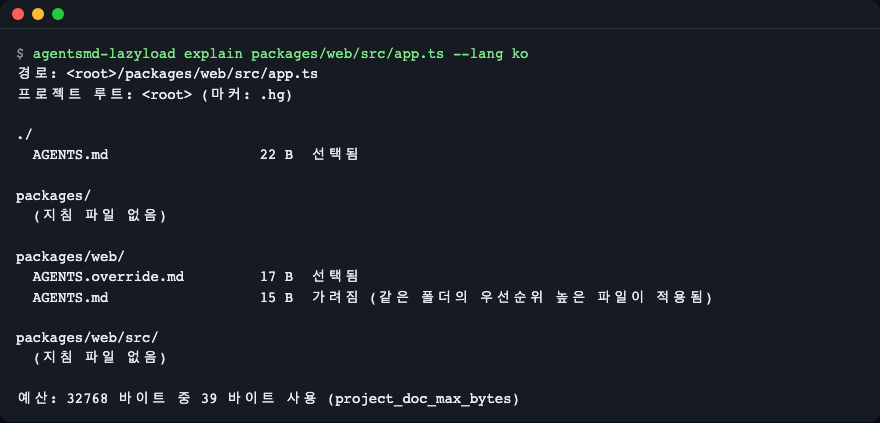 $ agentsmd-lazyload explain packages/web/src/app.ts --lang ko
경로: <root>/packages/web/src/app.ts
프로젝트 루트: <root> (마커: .hg)
./
AGENTS.md 22 B 선택됨
packages/
(지침 파일 없음)
packages/web/
AGENTS.override.md 17 B 선택됨
AGENTS.md 15 B 가려짐 (같은 폴더의 우선순위 높은 파일이 적용됨)
packages/web/src/
(지침 파일 없음)
예산: 32768 바이트 중 39 바이트 사용 (project_doc_max_bytes)